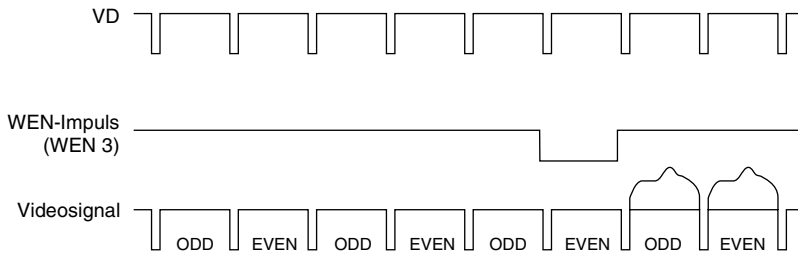 VD
WEN-Impuls
(WEN 3)
Videosignal
ODD EVEN ODD EVEN ODD EVEN ODD EVEN